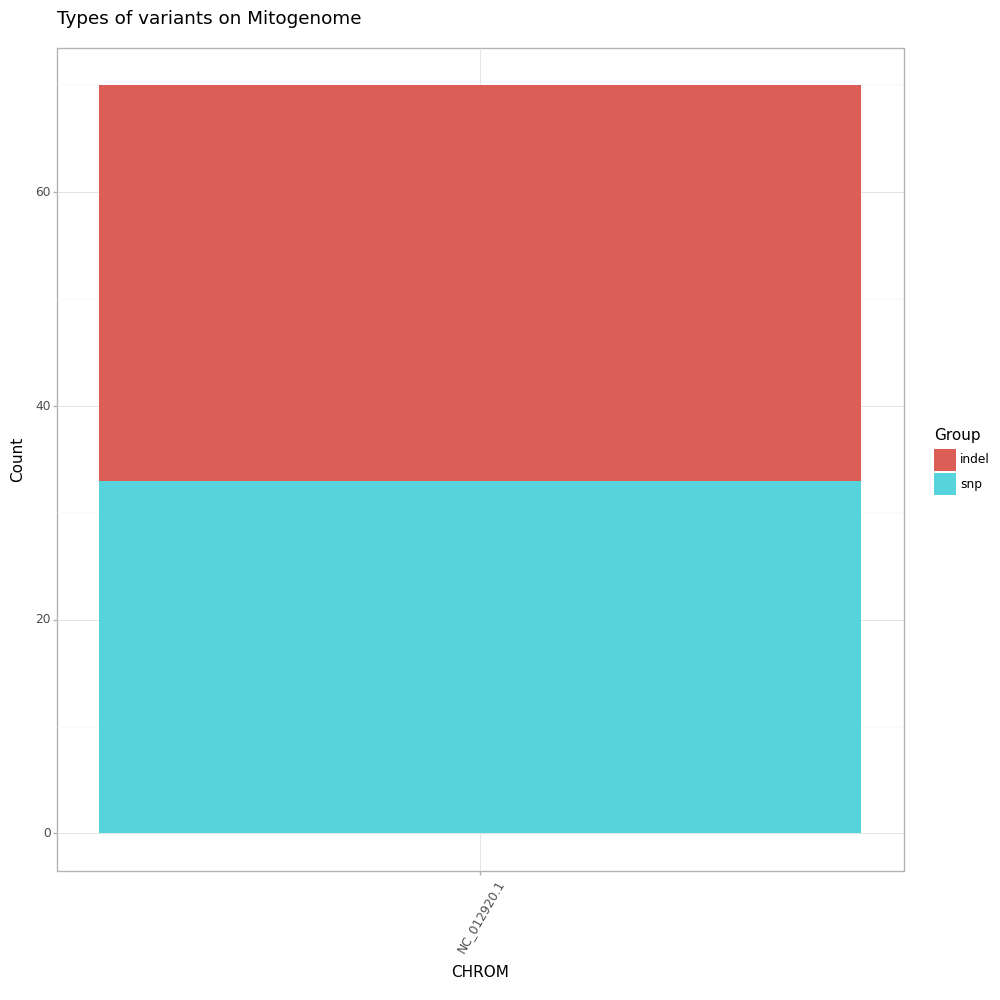 Types of variants on Mitogenome
60
40
20
0
Count
NC_012920.1
CHROM
Group
indel
snp